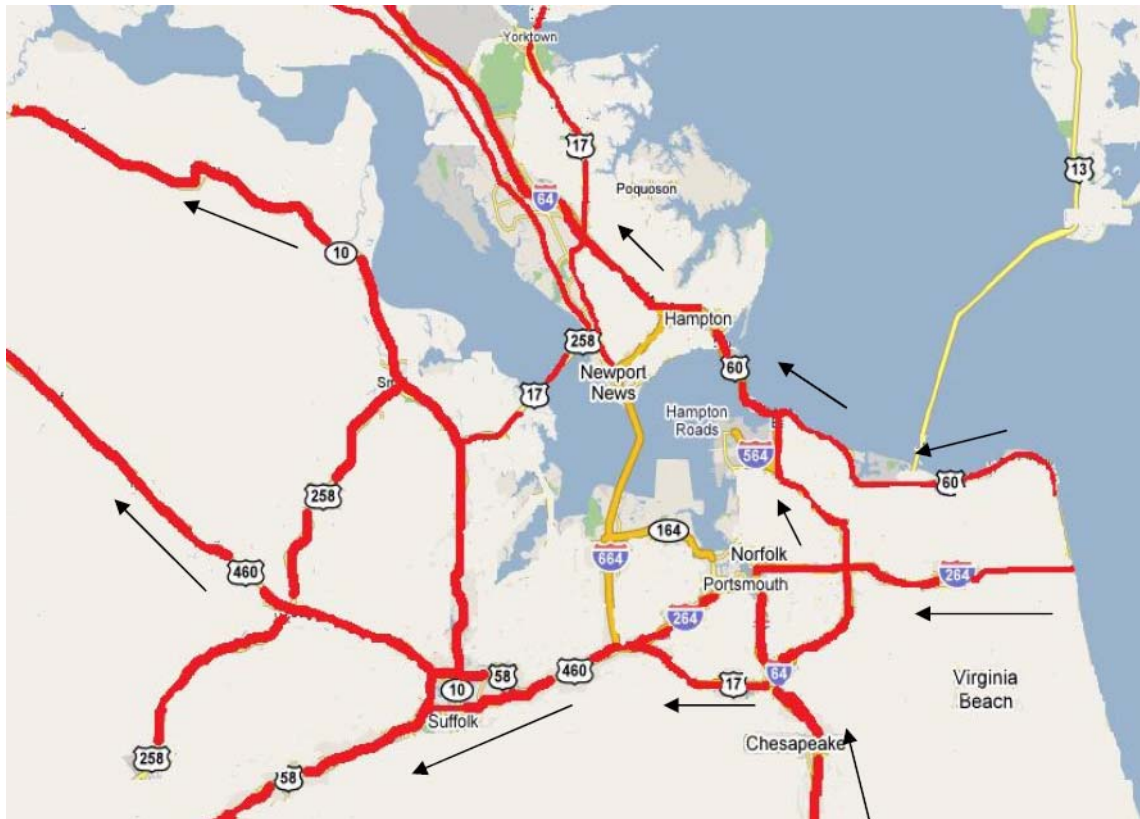 Yorktown
17
13
64
Poquoson
10
Hampton
258
60
Newport
News
17
Hampton
Roads
564
60
258
164
Norfolk
664
460
Portsmouth
264
264
58
460
64
10
17
Virginia
Beach
Suffolk
Chesapeake
258
58